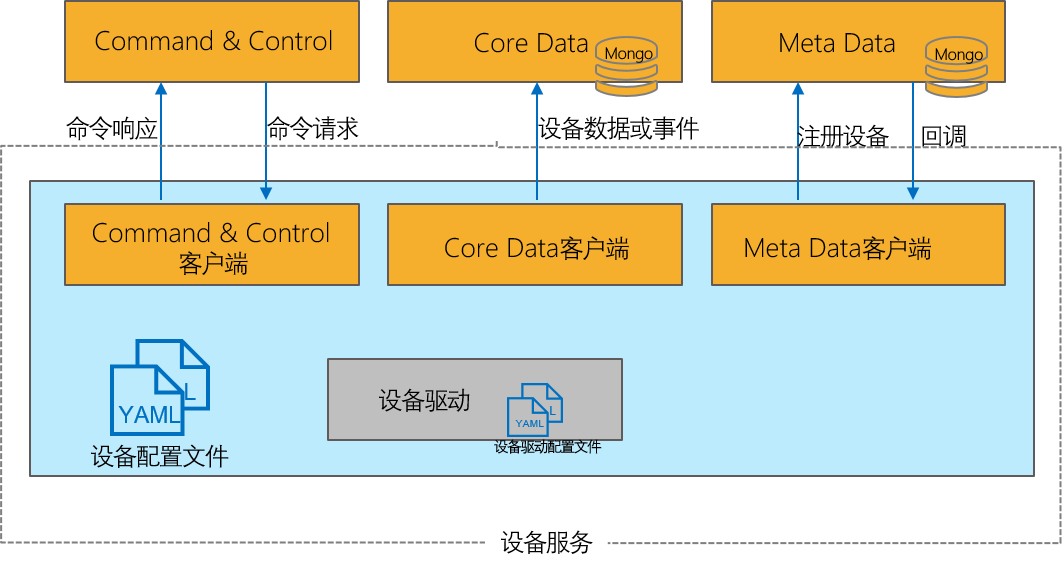 Command & Control
Core Data
Mongo
Meta Data
Mongo
命令响应
命令请求
设备数据或事件
注册设备
回调
Command & Control
客户端
Core Data客户端
Meta Data客户端
L
YAML
设备配置文件
设备驱动
L
YAML
设备驱动配置文件
设备服务